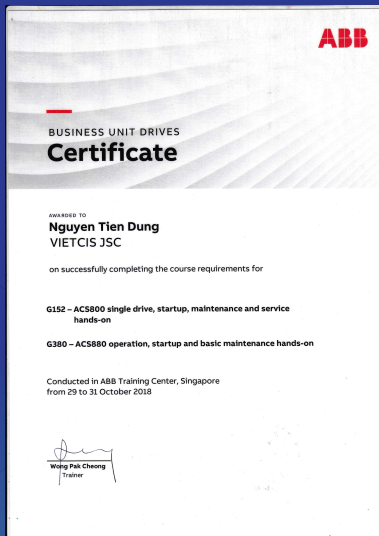 ABB
BUSINESS UNIT DRIVES
Certificate
AWARDED TO
Nguyen Tien Dung
VIETCIS JSC
on successfully completing the course requirements for
G152 – ACS800 single drive, startup, maintenance and service
hands-on
G380 – ACS880 operation, startup and basic maintenance hands-on
Conducted in ABB Training Center, Singapore
from 29 to 31 October 2018
Wong Pak Cheong
Trainer